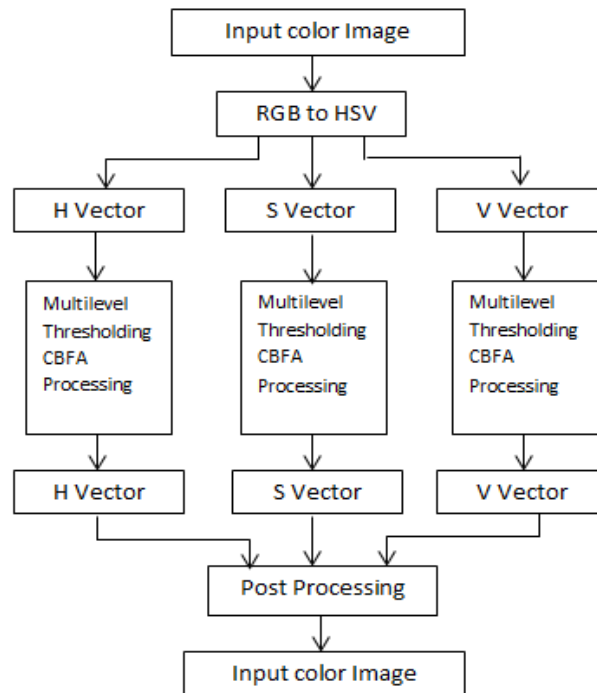 Input color Image
RGB to HSV
H Vector
S Vector
V Vector
Multilevel
Thresholding
CBFA
Processing
Multilevel
Thresholding
CBFA
Processing
Multilevel
Thresholding
CBFA
Processing
H Vector
S Vector
V Vector
Post Processing
Input color Image